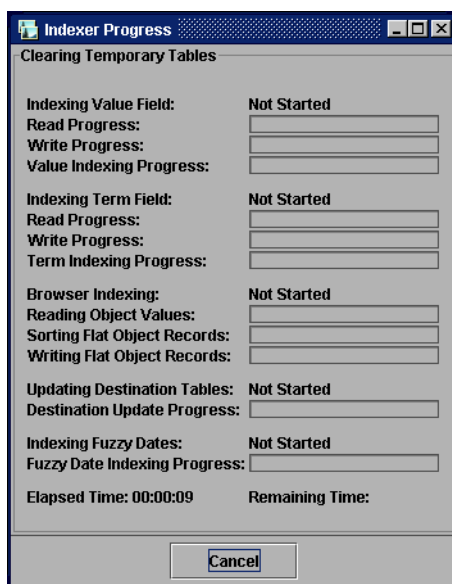 Indexer Progress
Clearing Temporary Tables
Indexing Value Field: Not Started
Read Progress:
Write Progress:
Value Indexing Progress:
Indexing Term Field: Not Started
Read Progress:
Write Progress:
Term Indexing Progress:
Browser Indexing: Not Started
Reading Object Values:
Sorting Flat Object Records:
Writing Flat Object Records:
Updating Destination Tables: Not Started
Destination Update Progress:
Indexing Fuzzy Dates: Not Started
Fuzzy Date Indexing Progress:
Elapsed Time: 00:00:09 Remaining Time:
Cancel